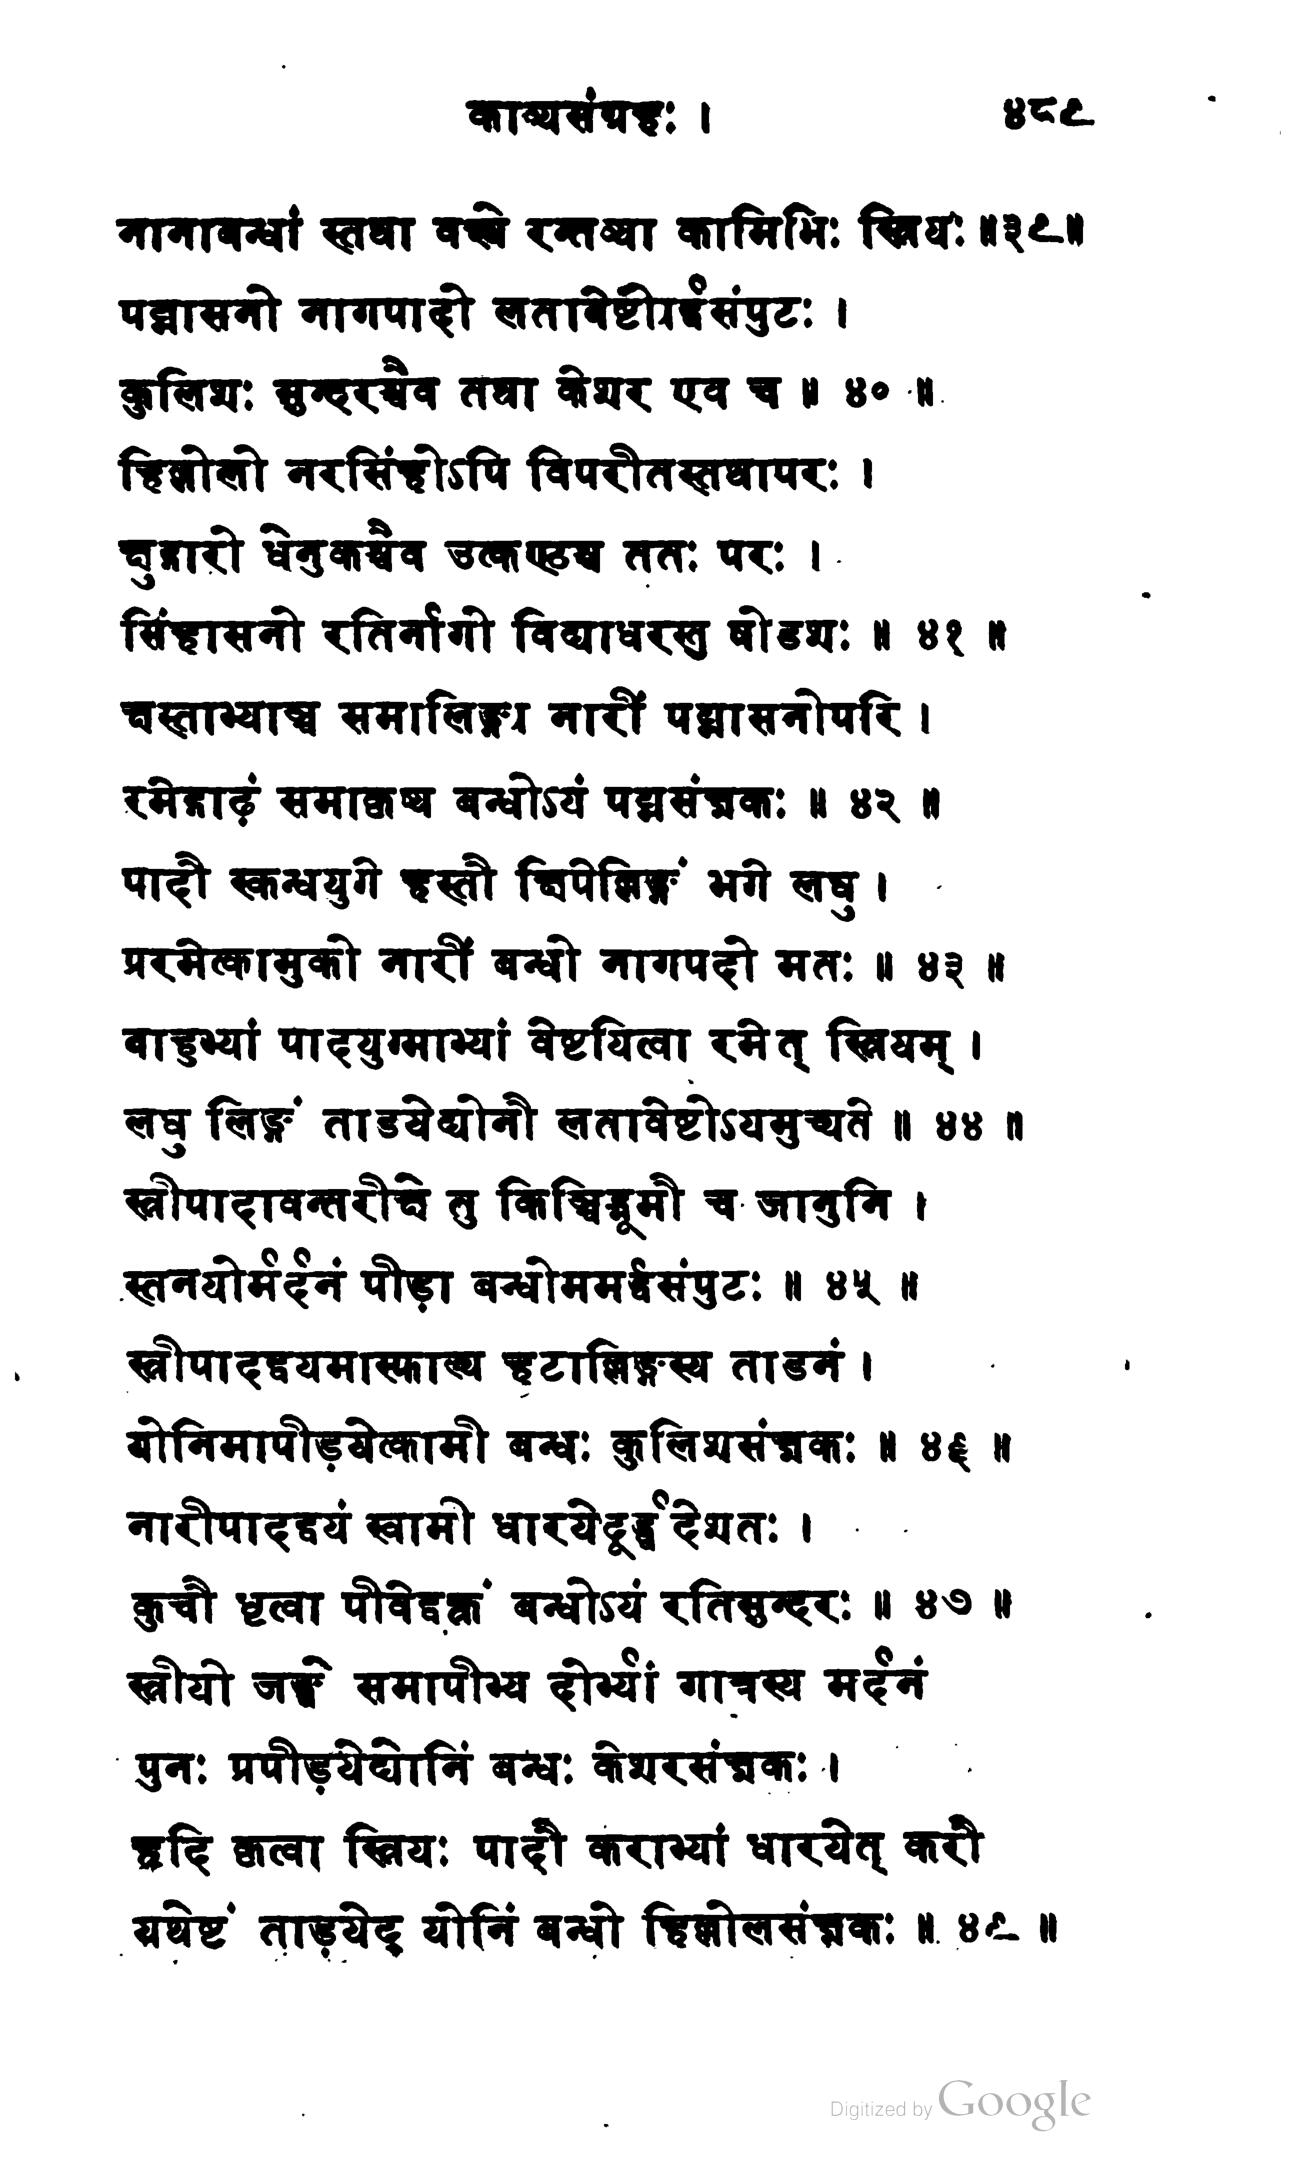 काव्यसंग्रहः । ४८९
नानाबन्धां स्तथा वक्ष्ये रन्तव्या कामिभिः स्त्रियः ॥३९॥
पद्मासनो नागपादो लतावेष्टोर्द्धसंपुटः ।
कुलिशः सुन्दरश्चैव तथा केशर एव च ॥ ४० ॥
हिल्लोलो नरसिंहोऽपि विपरीतस्तथापरः ।
क्षुद्गारो धेनुकश्चैव उत्कण्ठश्च ततः परः ।
सिंहासनो रतिर्नागो विद्याधरस्तु षोडशः ॥ ४१ ॥
हस्ताभ्याञ्च समालिङ्ग्य नारीं पद्मासनोपरि ।
रमेद्गाढ़ं समाकृष्य बन्धोऽयं पद्मसंज्ञकः ॥ ४२ ॥
पादौ स्कन्धयुगे हस्तौ क्षिपेल्लिङ्गं भगे लघु ।
प्ररमेत्कामुको नारीं बन्धो नागपदो मतः ॥ ४३ ॥
बाहुभ्यां पादयुग्माभ्यां वेष्टयित्वा रमेत् स्त्रियम् ।
लघु लिङ्गं ताडयेद्योनौ लतावेष्टोऽयमुच्यते ॥ ४४ ॥
स्त्रीपादावन्तरीक्षे तु किञ्चिद्भूमौ च जानुनि ।
स्तनयोर्मर्दनं पीड़ा बन्धोममर्द्धसंपुटः ॥ ४५ ॥
स्त्रीपादद्वयमास्फाल्य हटाल्लिङ्गस्य ताडनं ।
योनिमापीड़येत्कामी बन्धः कुलिशसंज्ञकः ॥ ४६ ॥
नारीपादद्वयं स्वामी धारयेदूर्द्ध्वदेशतः ।
कुचौ धृत्वा पीवेद्वक्त्रं बन्धोऽयं रतिसुन्दरः ॥ ४७ ॥
स्त्रीयो जङ्घे समापीभ्य दोर्भ्यां गात्रस्य मर्दनं
पुनः प्रपीड़येद्योनिं बन्धः केशरसंज्ञकः ।
हृदि कृत्वा स्त्रियः पादौ कराभ्यां धारयेत् करौ
यथेष्टं ताड़येद् योनिं बन्धो हिल्लोलसंज्ञकः ॥ ४९ ॥
Digitized by Google